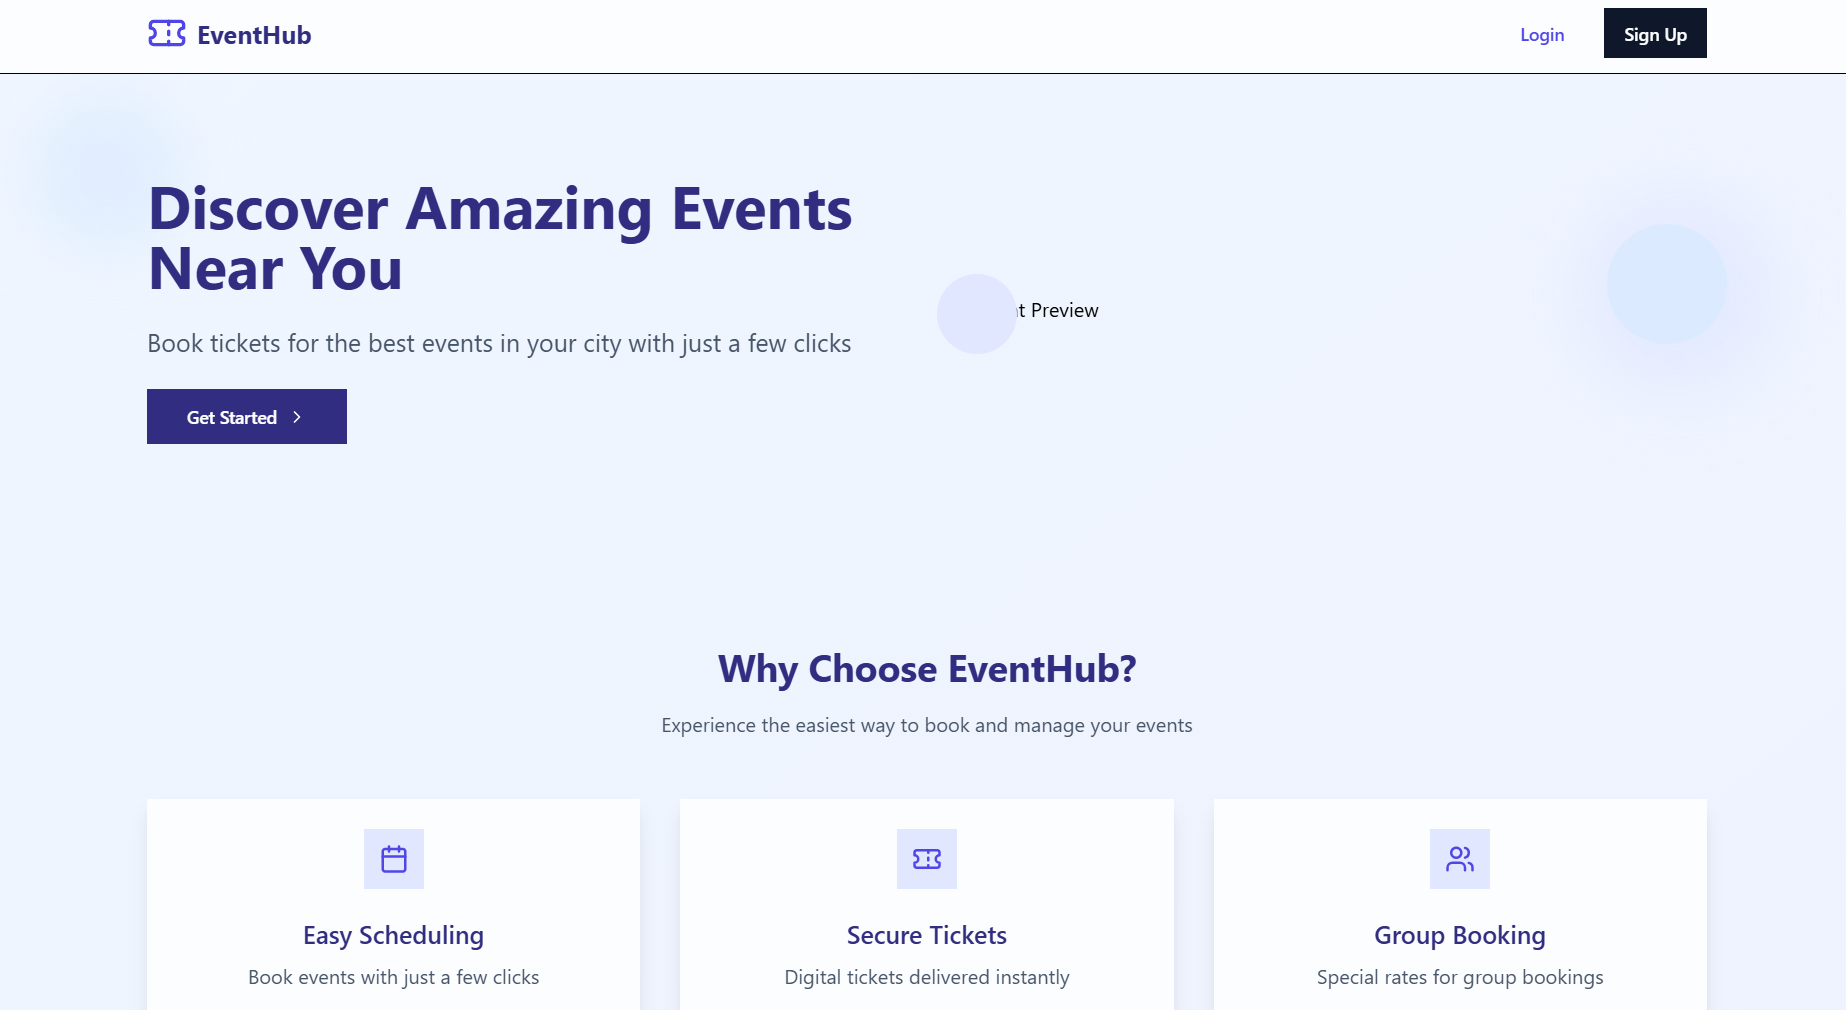 EventHub
Login
Sign Up
Discover Amazing Events
Near You
Preview
Book tickets for the best events in your city with just a few clicks
Get Started
Why Choose EventHub?
Experience the easiest way to book and manage your events
Easy Scheduling
Book events with just a few clicks
Secure Tickets
Digital tickets delivered instantly
Group Booking
Special rates for group bookings